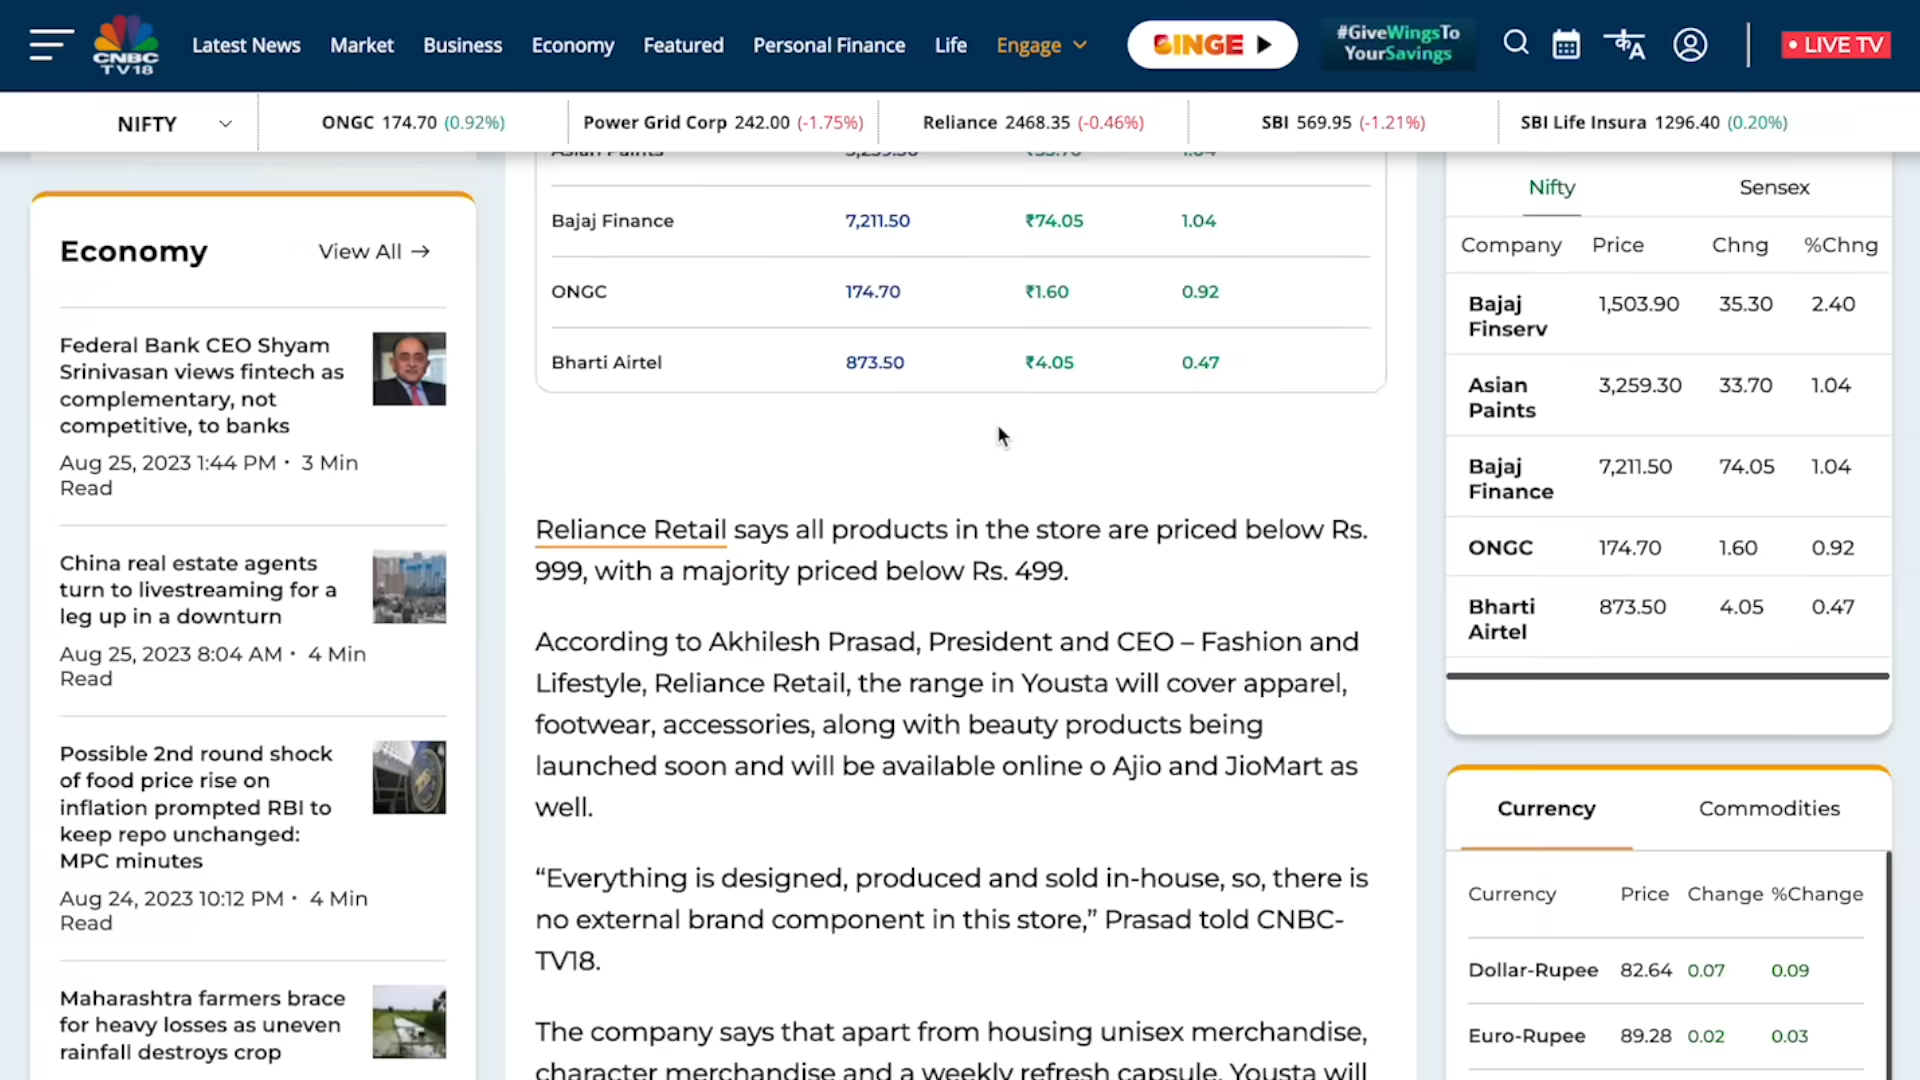 CNBC
TV18
Latest News
Market
Business
Economy
Featured
Personal Finance
Life
Engage
BINGE
#GiveWingsTo
YourSavings
LIVE TV
NIFTY
ONGC 174.70 (0.92%)
Power Grid Corp 242.00 (-1.75%)
Reliance 2468.35 (-0.46%)
SBI 569.95 (-1.21%)
SBI Life Insura 1296.40 (0.20%)
Economy
View All →
Federal Bank CEO Shyam
Srinivasan views fintech as
complementary, not
competitive, to banks
Aug 25, 2023 1:44 PM • 3 Min
Read
China real estate agents
turn to livestreaming for a
leg up in a downturn
Aug 25, 2023 8:04 AM • 4 Min
Read
Possible 2nd round shock
of food price rise on
inflation prompted RBI to
keep repo unchanged:
MPC minutes
Aug 24, 2023 10:12 PM • 4 Min
Read
Maharashtra farmers brace
for heavy losses as uneven
rainfall destroys crop
Asian Paints
Bajaj Finance 7,211.50 ₹74.05 1.04
ONGC 174.70 ₹1.60 0.92
Bharti Airtel 873.50 ₹4.05 0.47
Reliance Retail says all products in the store are priced below Rs.
999, with a majority priced below Rs. 499.
According to Akhilesh Prasad, President and CEO – Fashion and
Lifestyle, Reliance Retail, the range in Yousta will cover apparel,
footwear, accessories, along with beauty products being
launched soon and will be available online o Ajio and JioMart as
well.
“Everything is designed, produced and sold in-house, so, there is
no external brand component in this store,” Prasad told CNBC-
TV18.
The company says that apart from housing unisex merchandise,
character merchandise and a weekly refresh capsule, Yousta will
Nifty Sensex
Company Price Chng %Chng
Bajaj
Finserv 1,503.90 35.30 2.40
Asian
Paints 3,259.30 33.70 1.04
Bajaj
Finance 7,211.50 74.05 1.04
ONGC 174.70 1.60 0.92
Bharti
Airtel 873.50 4.05 0.47
Currency Commodities
Currency Price Change %Change
Dollar-Rupee 82.64 0.07 0.09
Euro-Rupee 89.28 0.02 0.03